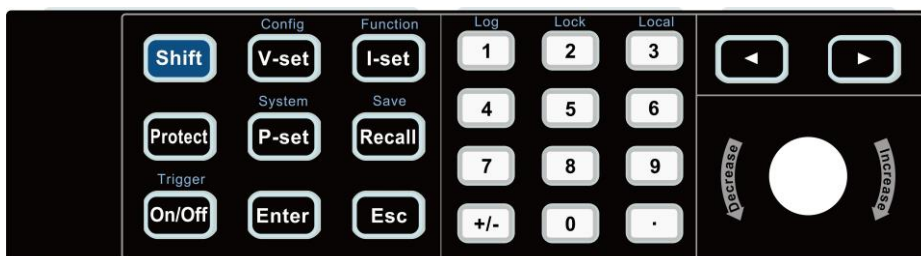 Config Function
Shift V-set I-set
System Save
Protect P-set Recall
Trigger
On/Off Enter Esc
Log Lock Local
1 2 3
4 5 6
7 8 9
+/- 0 .
◄ ►
Decrease Increase